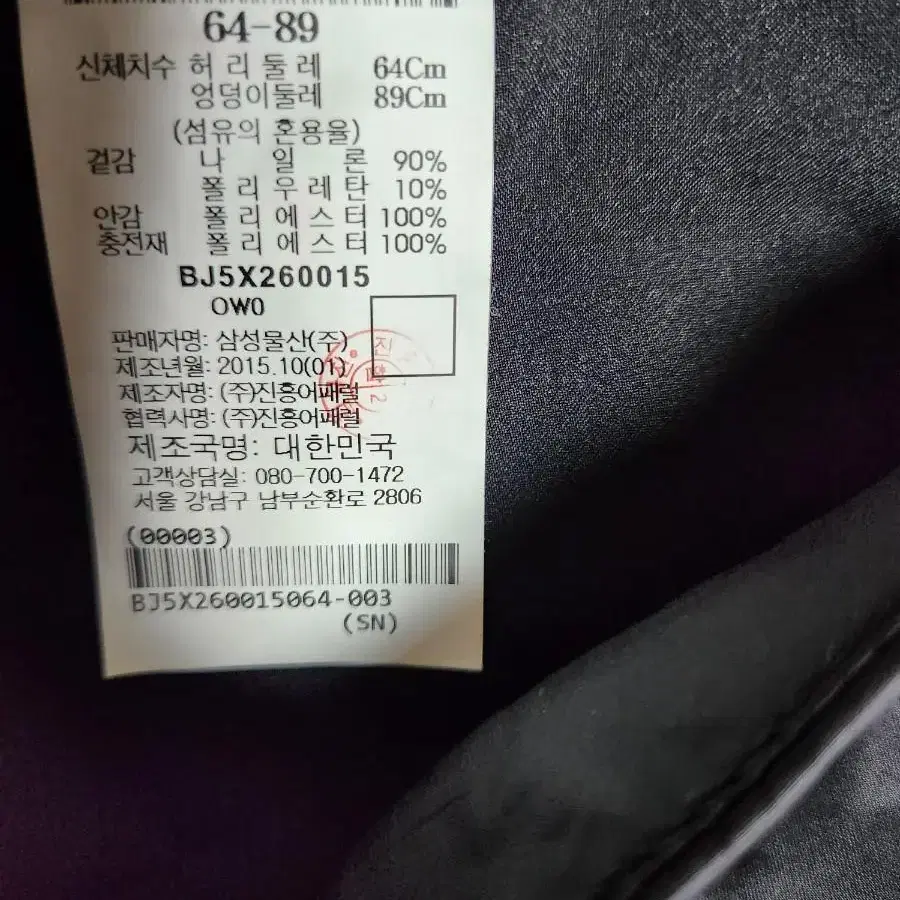 64-89
신체치수 허 리 둘 레 64Cm
엉덩이둘레 89Cm
(섬유의 혼용율)
겉감 나 일 론 90%
폴 리 우 레 탄 10%
안감 폴 리 에 스 터 100%
충전재 폴 리 에 스 터 100%
BJ5X260015
OW0
판매자명: 삼성물산(주)
제조년월: 2015.10(01)
제조자명: (주)진흥어패럴
협력사명: (주)진흥어패럴
제조국명: 대한민국
고객상담실: 080-700-1472
서울 강남구 남부순환로 2806
(00003)
BJ5X260015064-003
(SN)